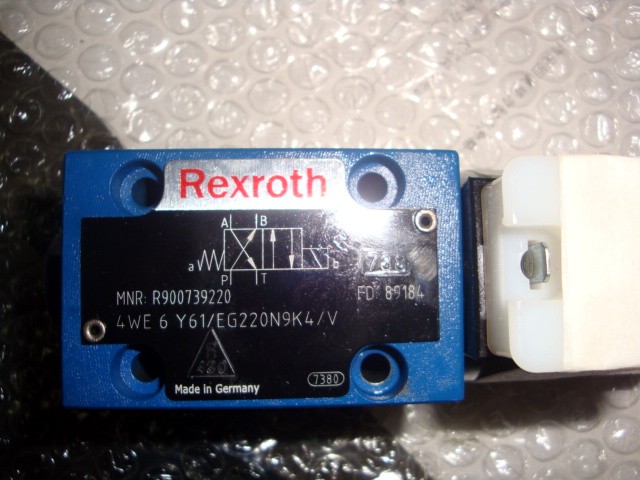 Rexroth
A B
a b
P T
MNR: R900739220
FD: 89184
4WE 6 Y61/EG220N9K4/V
Made in Germany
7380